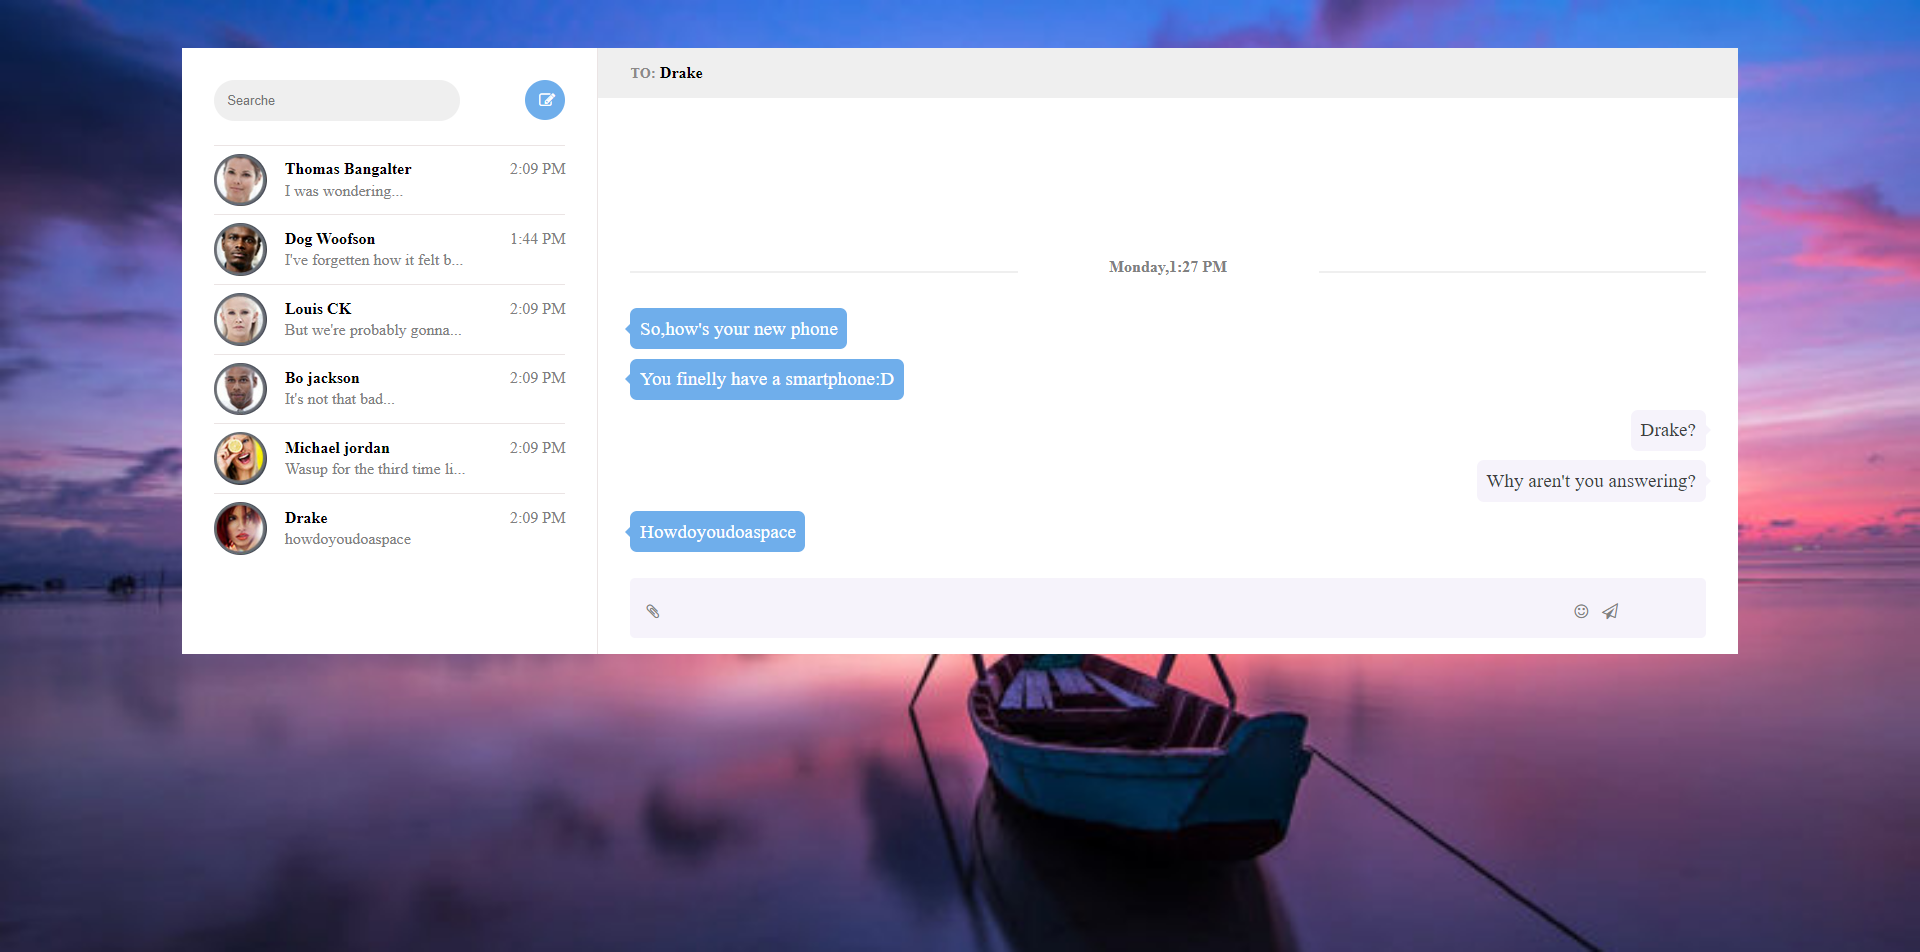 Searche
Thomas Bangalter 2:09 PM
I was wondering...
Dog Woofson 1:44 PM
I've forgetten how it felt b...
Louis CK 2:09 PM
But we're probably gonna...
Bo jackson 2:09 PM
It's not that bad...
Michael jordan 2:09 PM
Wasup for the third time li...
Drake 2:09 PM
howdoyoudoaspace
TO: Drake
Monday,1:27 PM
So,how's your new phone
You finelly have a smartphone:D
Drake?
Why aren't you answering?
Howdoyoudoaspace